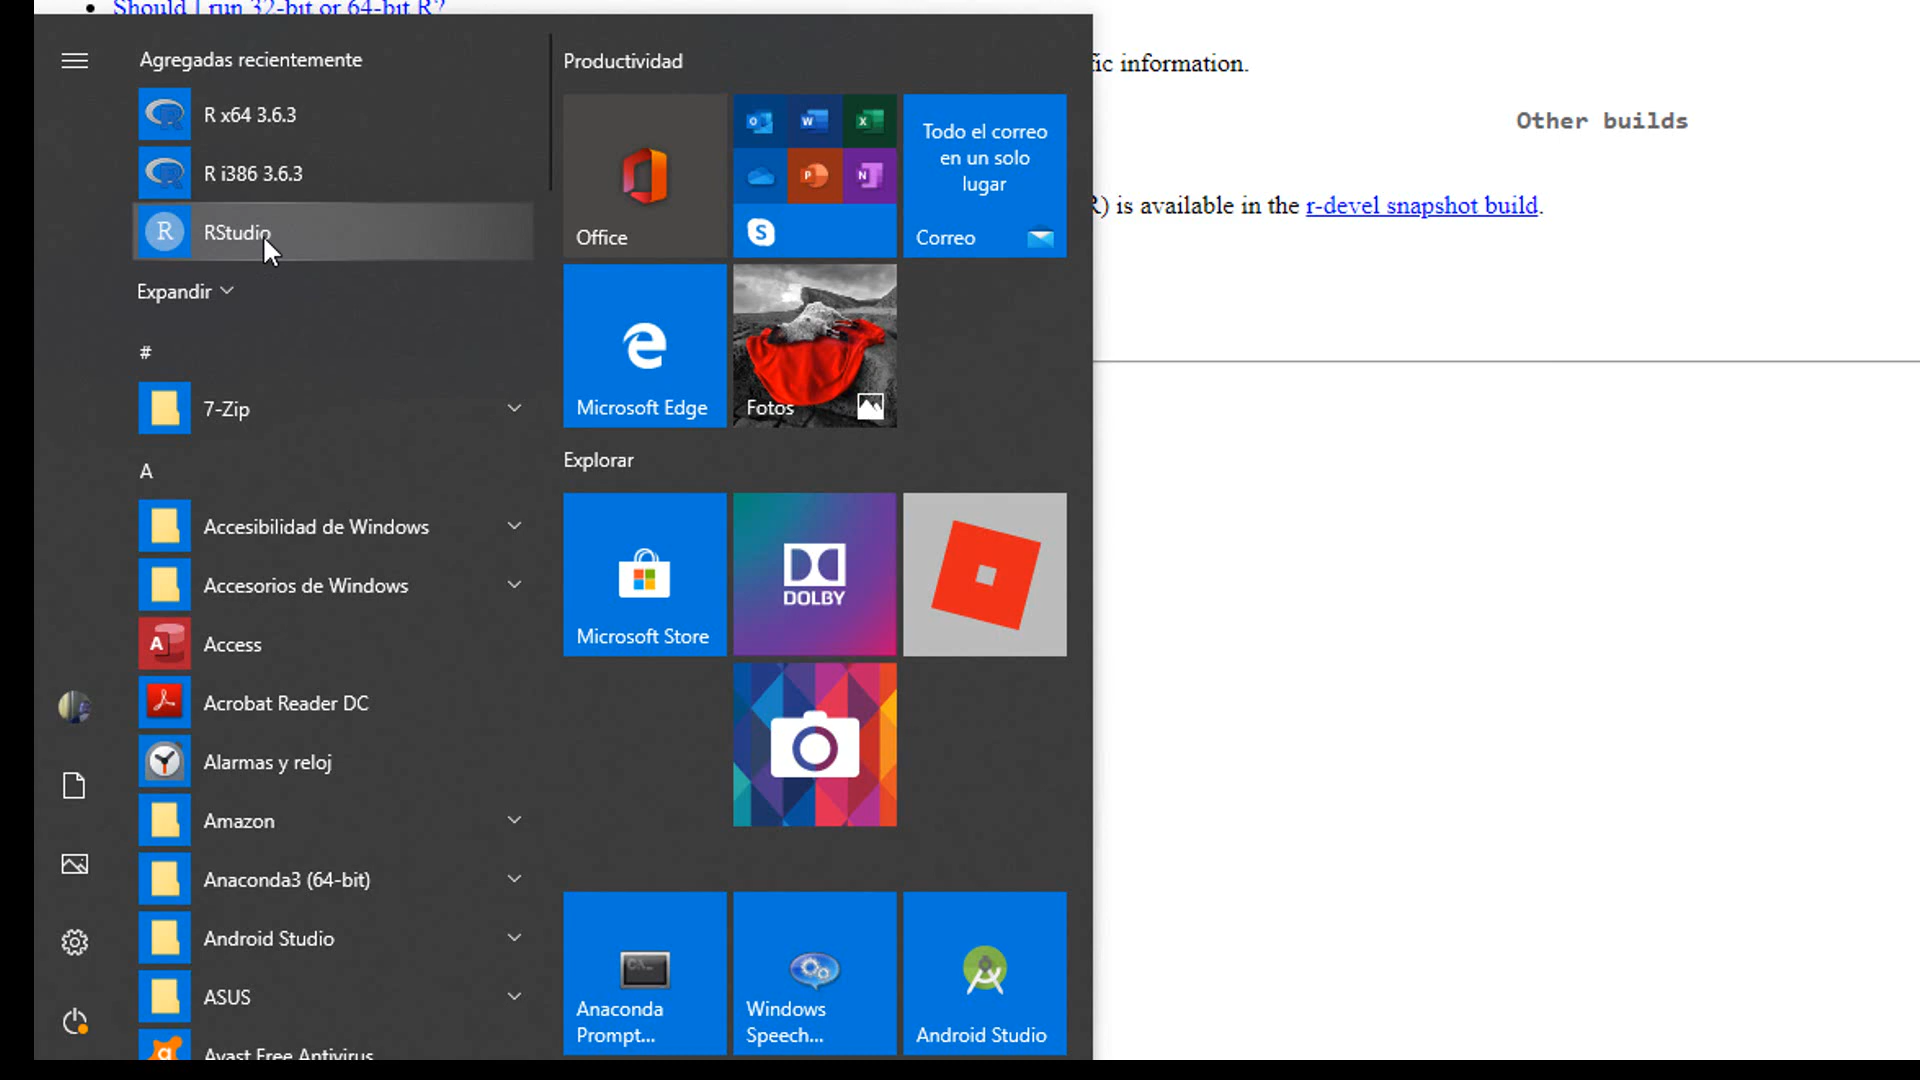 Should I run 32-bit or 64-bit R?
Agregadas recientemente
R x64 3.6.3
R i386 3.6.3
RStudio
Expandir
#
7-Zip
A
Accesibilidad de Windows
Accesorios de Windows
Access
Acrobat Reader DC
Alarmas y reloj
Amazon
Anaconda3 (64-bit)
Android Studio
ASUS
Avast Free Antivirus
Productividad
Office
Todo el correo
en un solo
lugar
Correo
Microsoft Edge
Fotos
Explorar
Microsoft Store
DOLBY
Anaconda
Prompt...
Windows
Speech...
Android Studio
fic information.
Other builds
R) is available in the r-devel snapshot build.